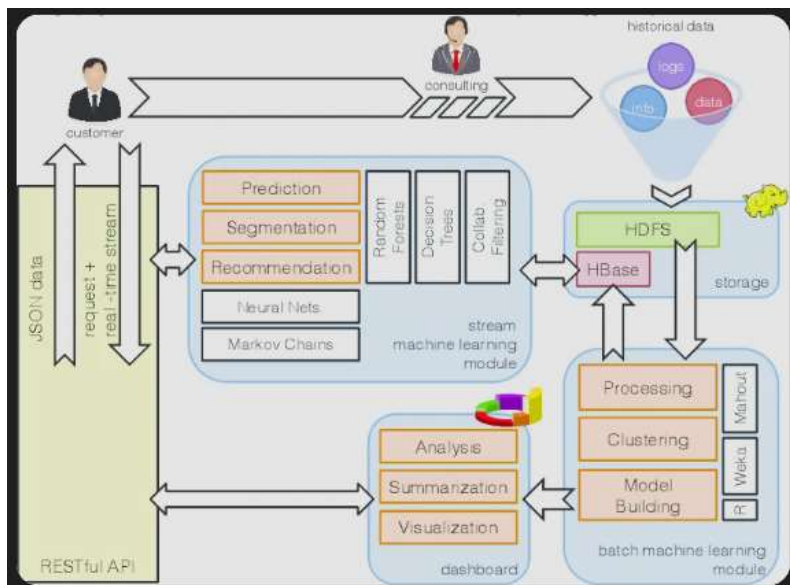 historical data
logs
info
data
consulting
customer
JSON data
request +
real -time stream
RESTful API
Prediction
Segmentation
Recommendation
Neural Nets
Markov Chains
Random
Forests
Decision
Trees
Collab
Filtering
stream
machine learning
module
HDFS
HBase
storage
Processing
Clustering
Model
Building
Mahout
Weka
R
batch machine learning
module
Analysis
Summarization
Visualization
dashboard